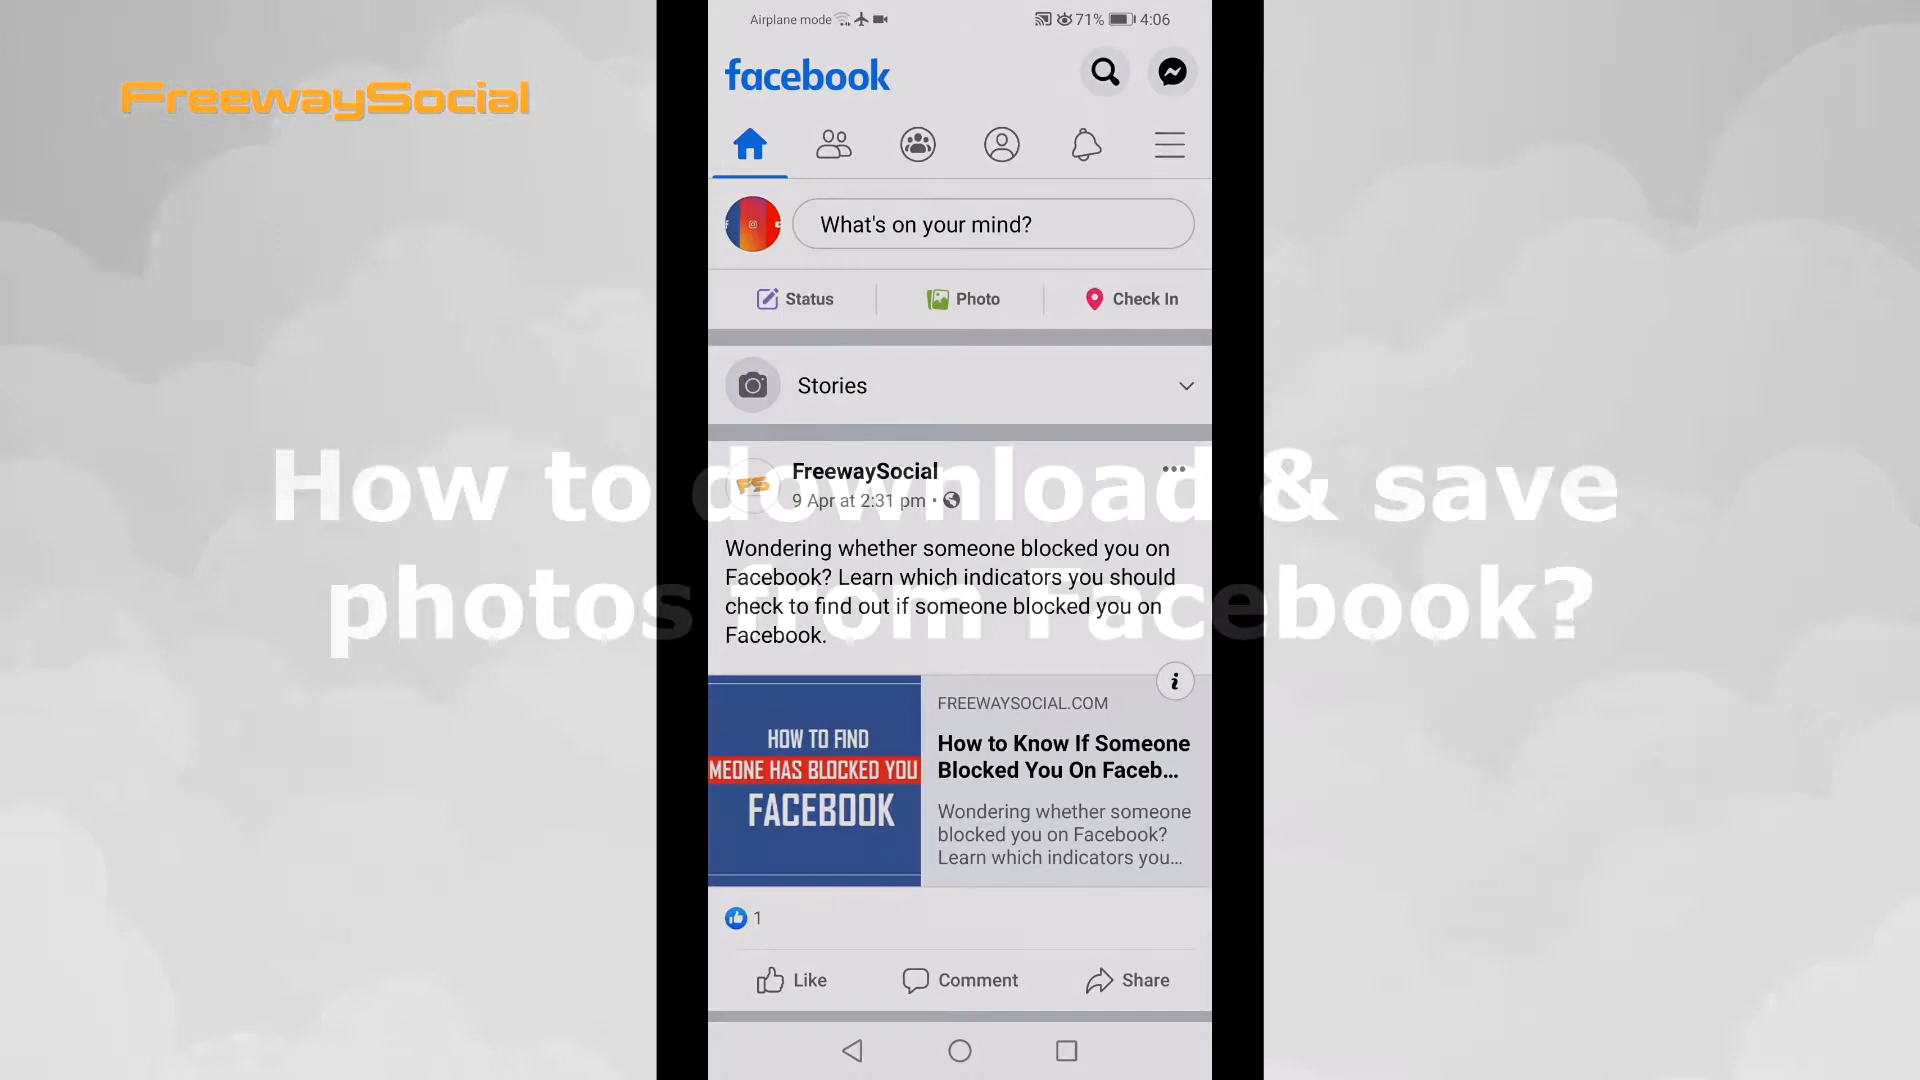 Airplane mode
71% 4:06
FreewaySocial
facebook
What's on your mind?
Status
Photo
Check In
Stories
How to download & save
photos from Facebook?
FS
FreewaySocial
9 Apr at 2:31 pm •
Wondering whether someone blocked you on
Facebook? Learn which indicators you should
check to find out if someone blocked you on
Facebook.
HOW TO FIND
MEONE HAS BLOCKED YOU
FACEBOOK
i
FREEWAYSOCIAL.COM
How to Know If Someone
Blocked You On Faceb...
Wondering whether someone
blocked you on Facebook?
Learn which indicators you...
1
Like
Comment
Share